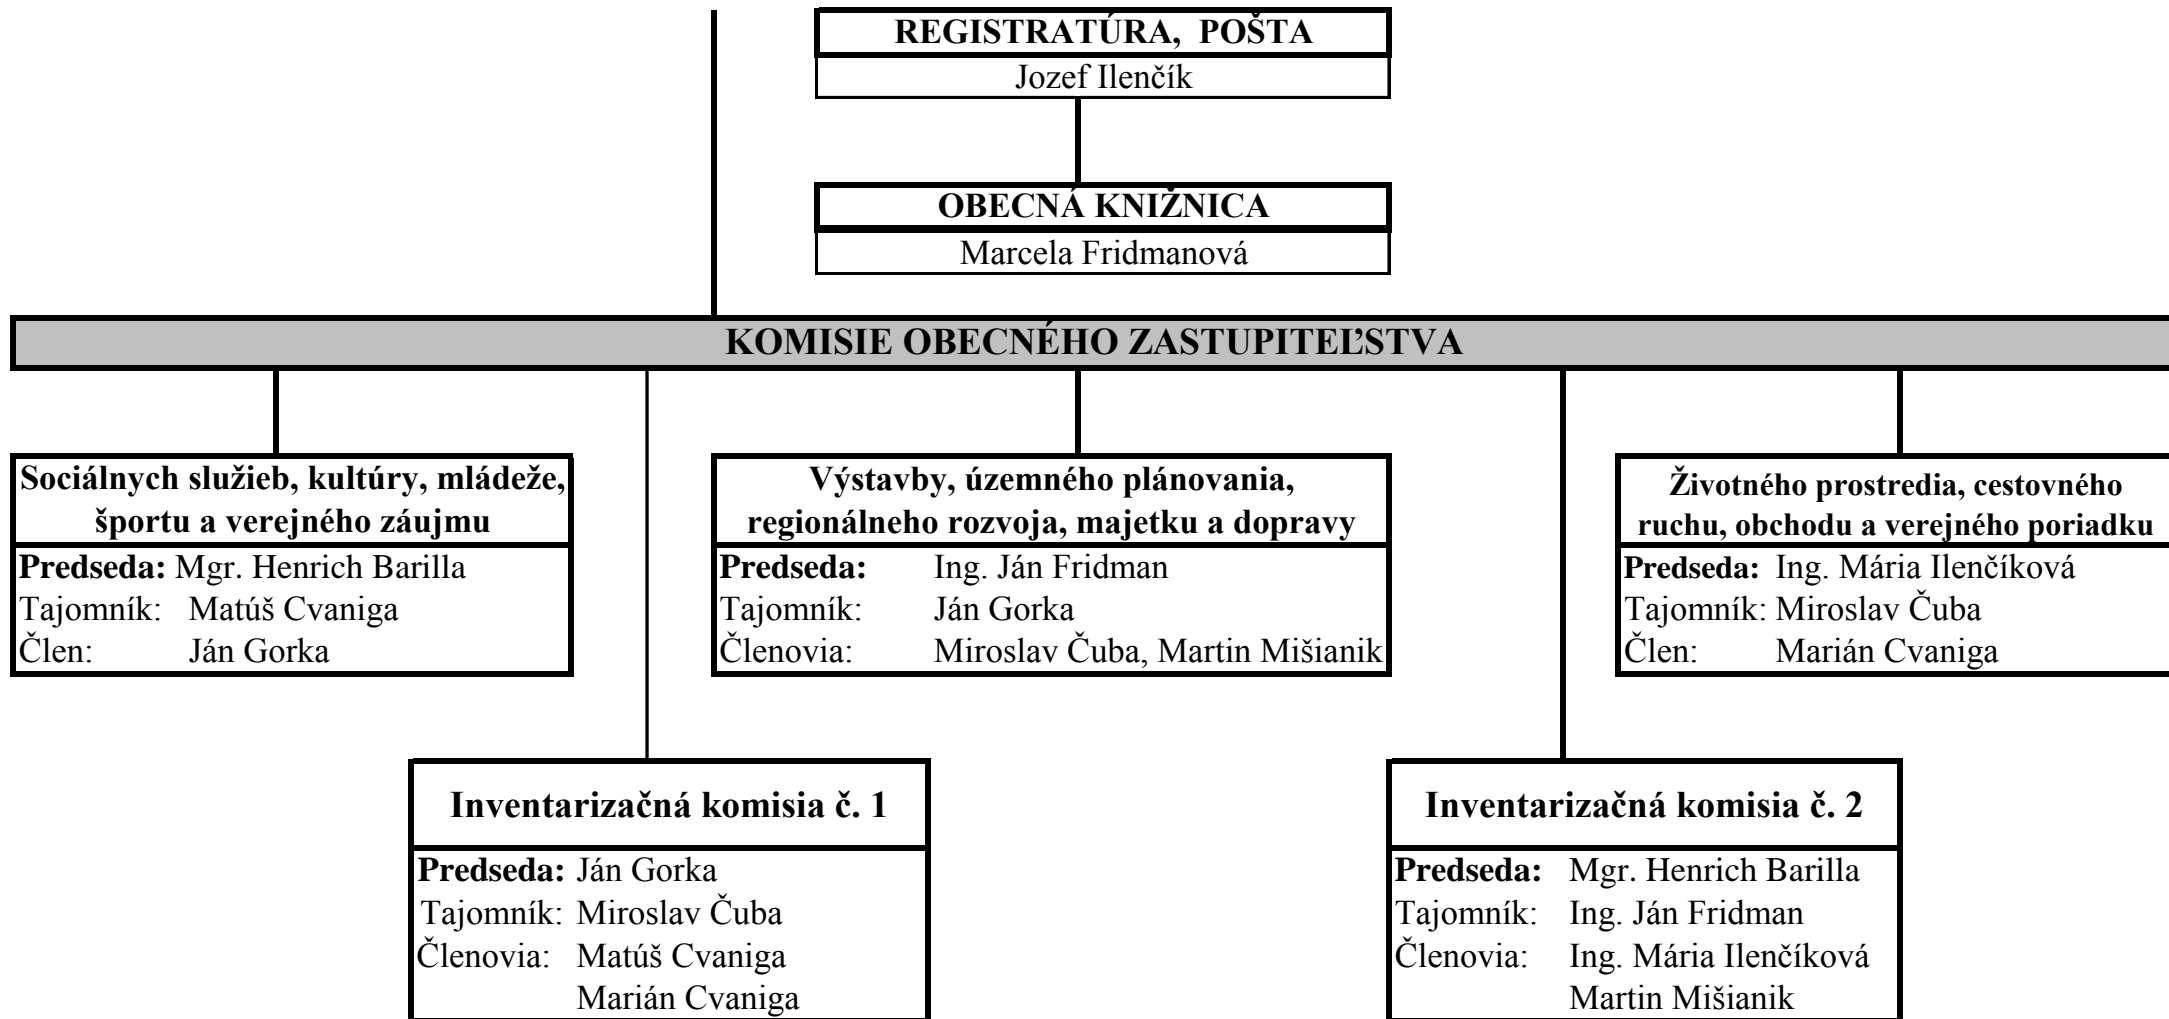 REGISTRATÚRA, POŠTA
Jozef Ilenčík
OBECNÁ KNIŽNICA
Marcela Fridmanová
KOMISIE OBECNÉHO ZASTUPITEĽSTVA
Sociálnych služieb, kultúry, mládeže,
športu a verejného záujmu
Predseda: Mgr. Henrich Barilla
Tajomník: Matúš Cvaniga
Člen: Ján Gorka
Výstavby, územného plánovania,
regionálneho rozvoja, majetku a dopravy
Predseda: Ing. Ján Fridman
Tajomník: Ján Gorka
Členovia: Miroslav Čuba, Martin Mišianik
Životného prostredia, cestovného
ruchu, obchodu a verejného poriadku
Predseda: Ing. Mária Ilenčíková
Tajomník: Miroslav Čuba
Člen: Marián Cvaniga
Inventarizačná komisia č. 1
Predseda: Ján Gorka
Tajomník: Miroslav Čuba
Členovia: Matúš Cvaniga
Marián Cvaniga
Inventarizačná komisia č. 2
Predseda: Mgr. Henrich Barilla
Tajomník: Ing. Ján Fridman
Členovia: Ing. Mária Ilenčíková
Martin Mišianik